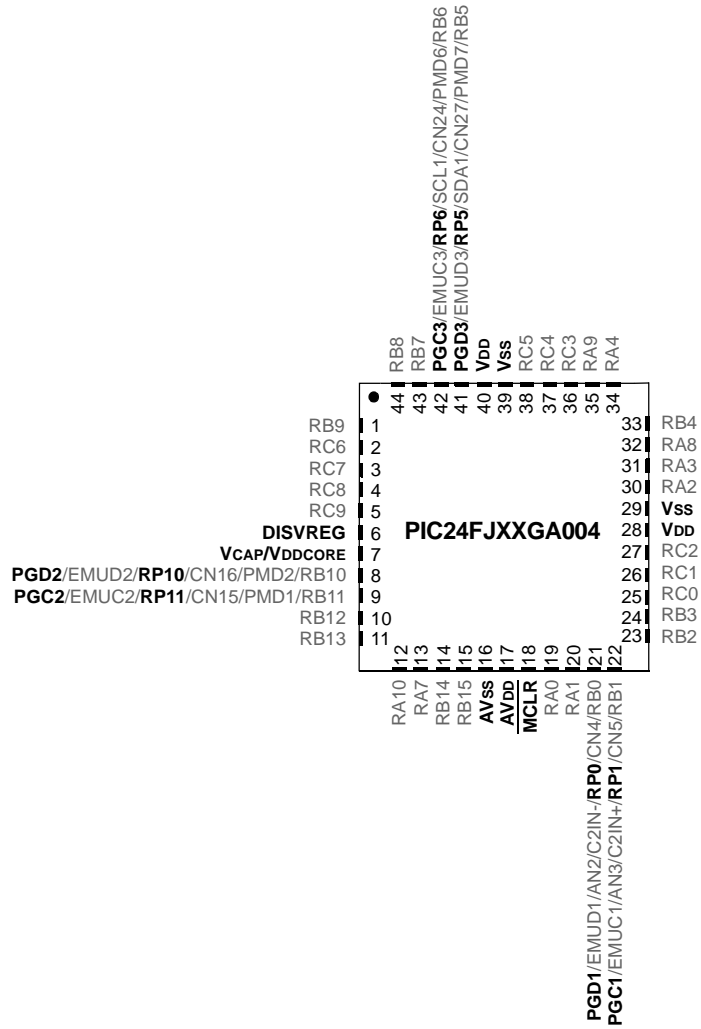 PGC3/EMUC3/RP6/SCL1/CN24/PMD6/RB6
PGD3/EMUD3/RP5/SDA1/CN27/PMD7/RB5
RB8
RB7
VDD
VSS
RC5
RC4
RC3
RA9
RA4
44
43
42
41
40
39
38
37
36
35
34
RB9 1
RC6 2
RC7 3
RC8 4
RC9 5
DISVREG 6
VCAP/VDDCORE 7
PGD2/EMUD2/RP10/CN16/PMD2/RB10 8
PGC2/EMUC2/RP11/CN15/PMD1/RB11 9
RB12 10
RB13 11
PIC24FJXXGA004
33 RB4
32 RA8
31 RA3
30 RA2
29 VSS
28 VDD
27 RC2
26 RC1
25 RC0
24 RB3
23 RB2
12
13
14
15
16
17
18
19
20
21
22
RA10
RA7
RB14
RB15
AVSS
AVDD
MCLR
RA0
RA1
PGD1/EMUD1/AN2/C2IN-/RP0/CN4/RB0
PGC1/EMUC1/AN3/C2IN+/RP1/CN5/RB1